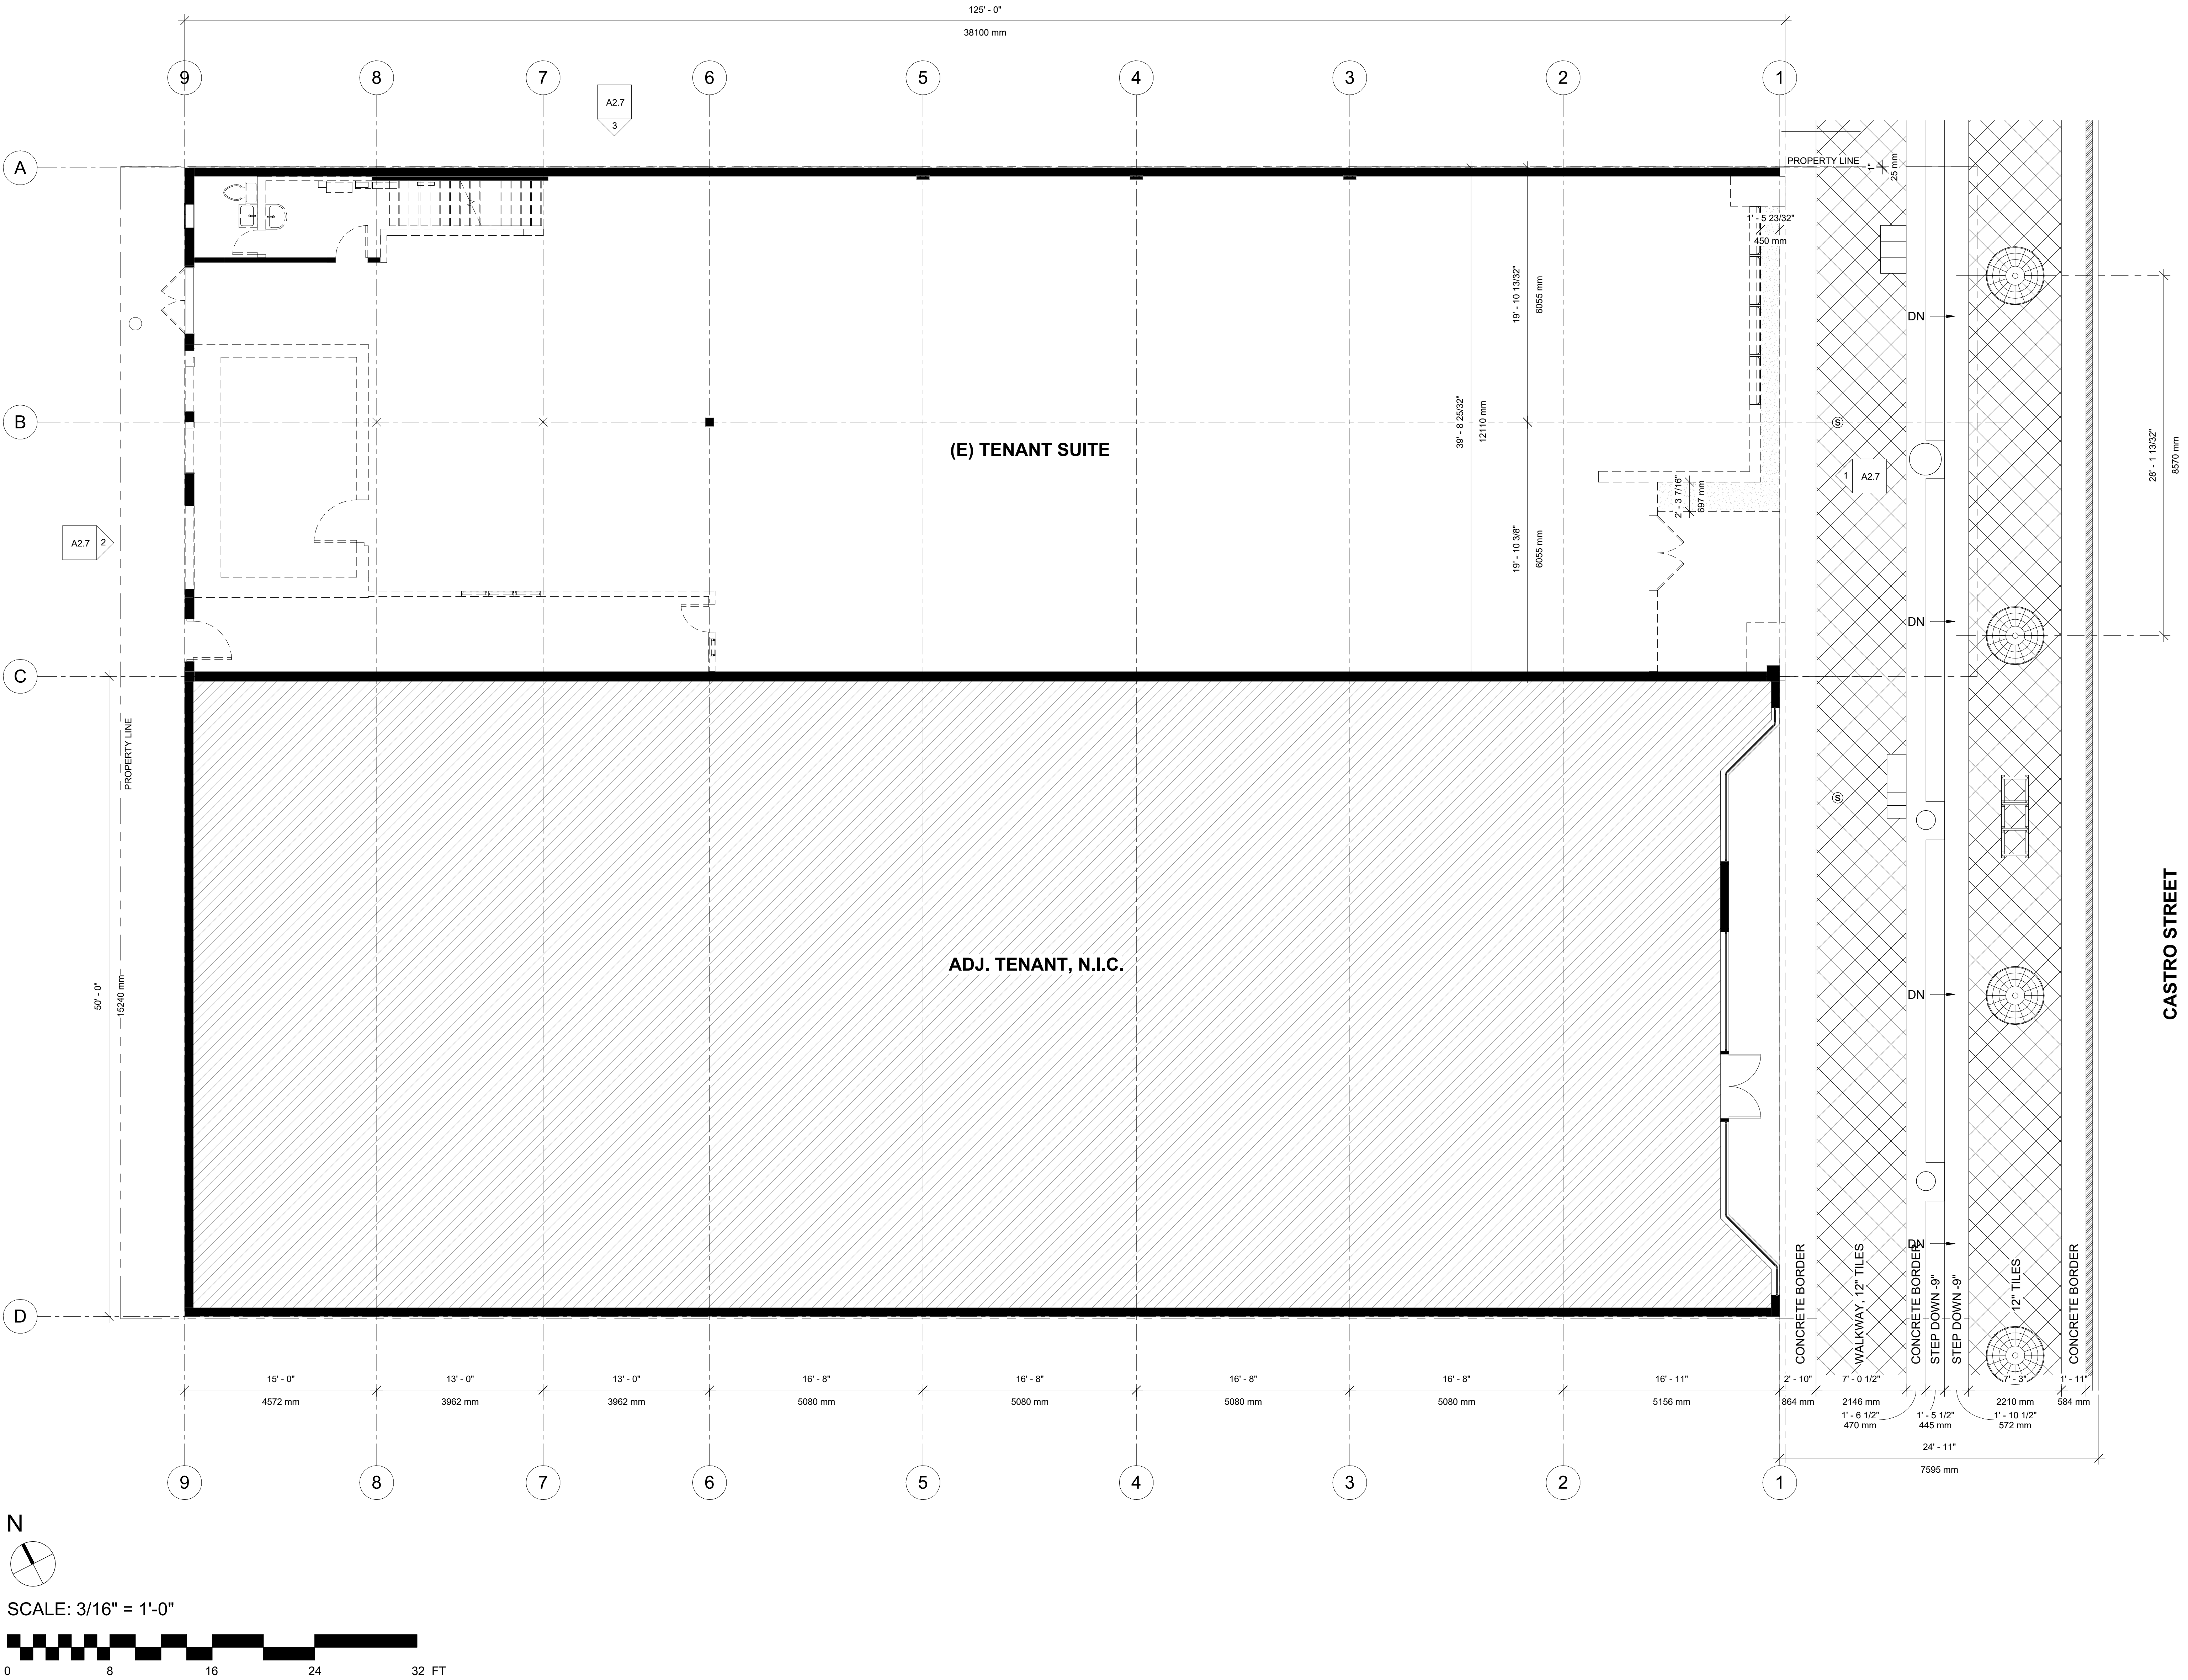 125' - 0"
38100 mm
9
8
7
6
5
4
3
2
1
A2.7
3
A
PROPERTY LINE
1"
25 mm
1' - 5 23/32"
450 mm
19' - 10 13/32"
6055 mm
DN
B
39' - 8 25/32"
12110 mm
(E) TENANT SUITE
S
28' - 1 13/32"
8570 mm
1
A2.7
2' - 3 7/16"
697 mm
A2.7
2
19' - 10 3/8"
6055 mm
DN
C
PROPERTY LINE
S
50' - 0"
15240 mm
ADJ. TENANT, N.I.C.
DN
CASTRO STREET
DN
CONCRETE BORDER
WALKWAY, 12" TILES
CONCRETE BORDER
STEP DOWN -9"
STEP DOWN -9"
12" TILES
CONCRETE BORDER
D
15' - 0"
13' - 0"
13' - 0"
16' - 8"
16' - 8"
16' - 8"
16' - 8"
16' - 11"
2' - 10"
7' - 0 1/2"
7' - 3"
1' - 11"
4572 mm
3962 mm
3962 mm
5080 mm
5080 mm
5080 mm
5080 mm
5156 mm
864 mm
2146 mm
2210 mm
584 mm
1' - 6 1/2"
470 mm
1' - 5 1/2"
445 mm
1' - 10 1/2"
572 mm
24' - 11"
7595 mm
9
8
7
6
5
4
3
2
1
N
SCALE: 3/16" = 1'-0"
0
8
16
24
32 FT